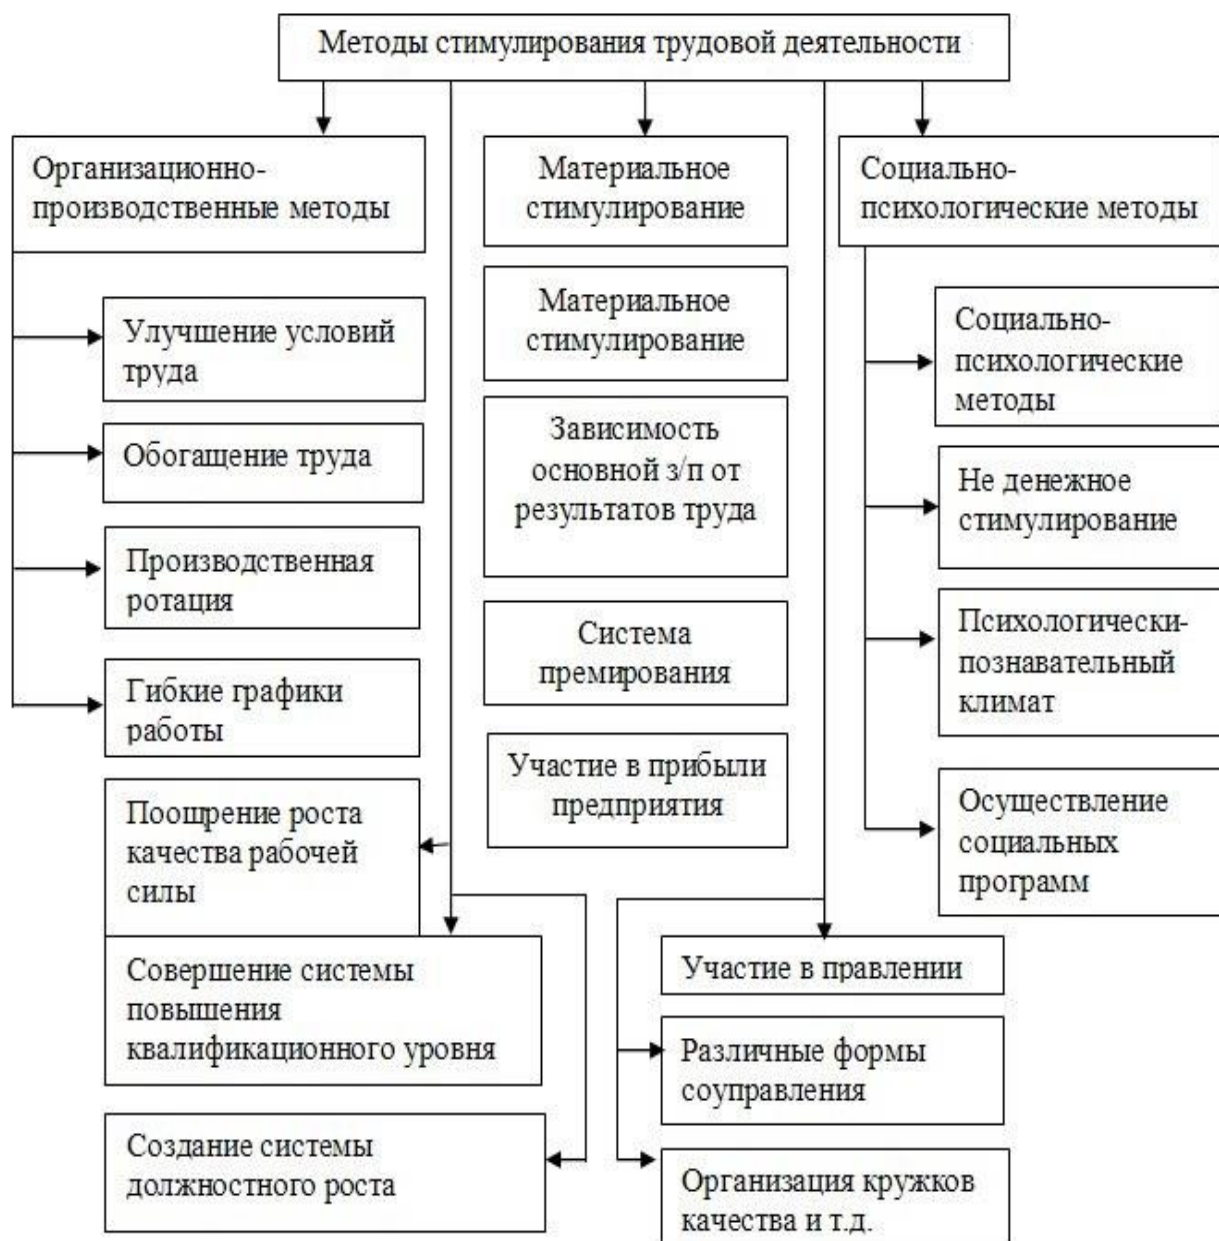 Методы стимулирования трудовой деятельности
Организационно-
производственные методы
Улучшение условий
труда
Обогащение труда
Производственная
ротация
Гибкие графики
работы
Поощрение роста
качества рабочей
силы
Совершение системы
повышения
квалификационного уровня
Создание системы
должностного роста
Материальное
стимулирование
Материальное
стимулирование
Зависимость
основной з/п от
результатов труда
Система
премирования
Участие в прибыли
предприятия
Участие в правлении
Различные формы
соуправления
Организация кружков
качества и т.д.
Социально-
психологические методы
Социально-
психологические
методы
Не денежное
стимулирование
Психологически-
познавательный
климат
Осуществление
социальных
программ